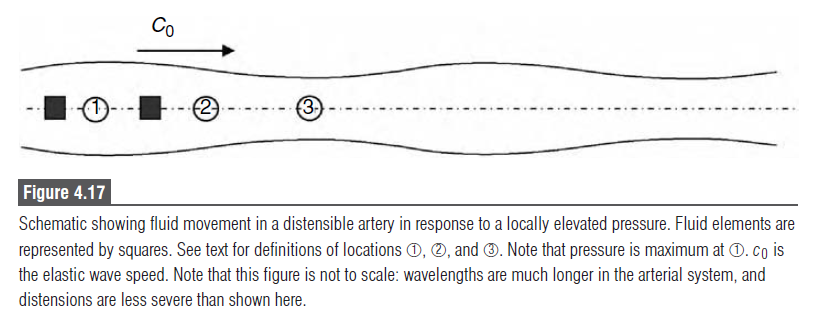 C0
1 2 3
Figure 4.17
Schematic showing fluid movement in a distensible artery in response to a locally elevated pressure. Fluid elements are
represented by squares. See text for definitions of locations ①, ②, and ③. Note that pressure is maximum at ①. c0 is
the elastic wave speed. Note that this figure is not to scale: wavelengths are much longer in the arterial system, and
distensions are less severe than shown here.